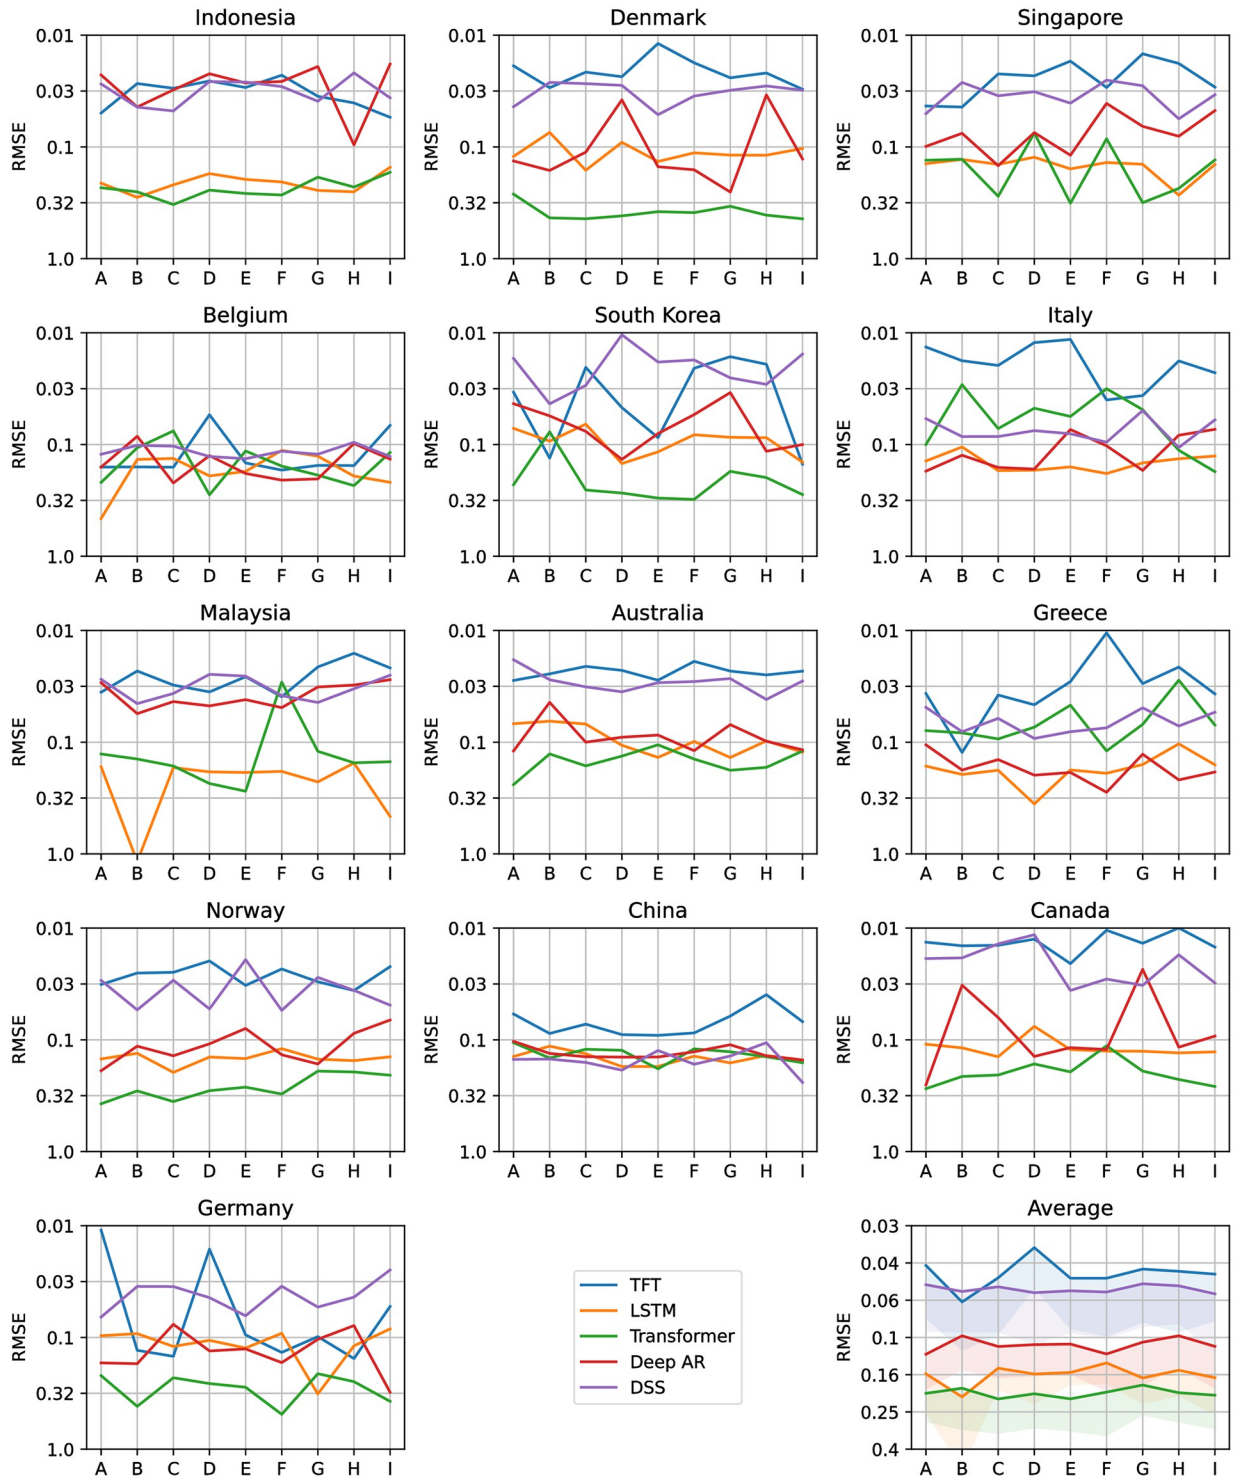 Indonesia
0.01
0.03
0.1
0.32
1.0
RMSE
A B C D E F G H I
Denmark
0.01
0.03
0.1
0.32
1.0
RMSE
A B C D E F G H I
Singapore
0.01
0.03
0.1
0.32
1.0
RMSE
A B C D E F G H I
Belgium
0.01
0.03
0.1
0.32
1.0
RMSE
A B C D E F G H I
South Korea
0.01
0.03
0.1
0.32
1.0
RMSE
A B C D E F G H I
Italy
0.01
0.03
0.1
0.32
1.0
RMSE
A B C D E F G H I
Malaysia
0.01
0.03
0.1
0.32
1.0
RMSE
A B C D E F G H I
Australia
0.01
0.03
0.1
0.32
1.0
RMSE
A B C D E F G H I
Greece
0.01
0.03
0.1
0.32
1.0
RMSE
A B C D E F G H I
Norway
0.01
0.03
0.1
0.32
1.0
RMSE
A B C D E F G H I
China
0.01
0.03
0.1
0.32
1.0
RMSE
A B C D E F G H I
Canada
0.01
0.03
0.1
0.32
1.0
RMSE
A B C D E F G H I
Germany
0.01
0.03
0.1
0.32
1.0
RMSE
A B C D E F G H I
TFT
LSTM
Transformer
Deep AR
DSS
Average
0.03
0.04
0.06
0.1
0.16
0.25
0.4
RMSE
A B C D E F G H I